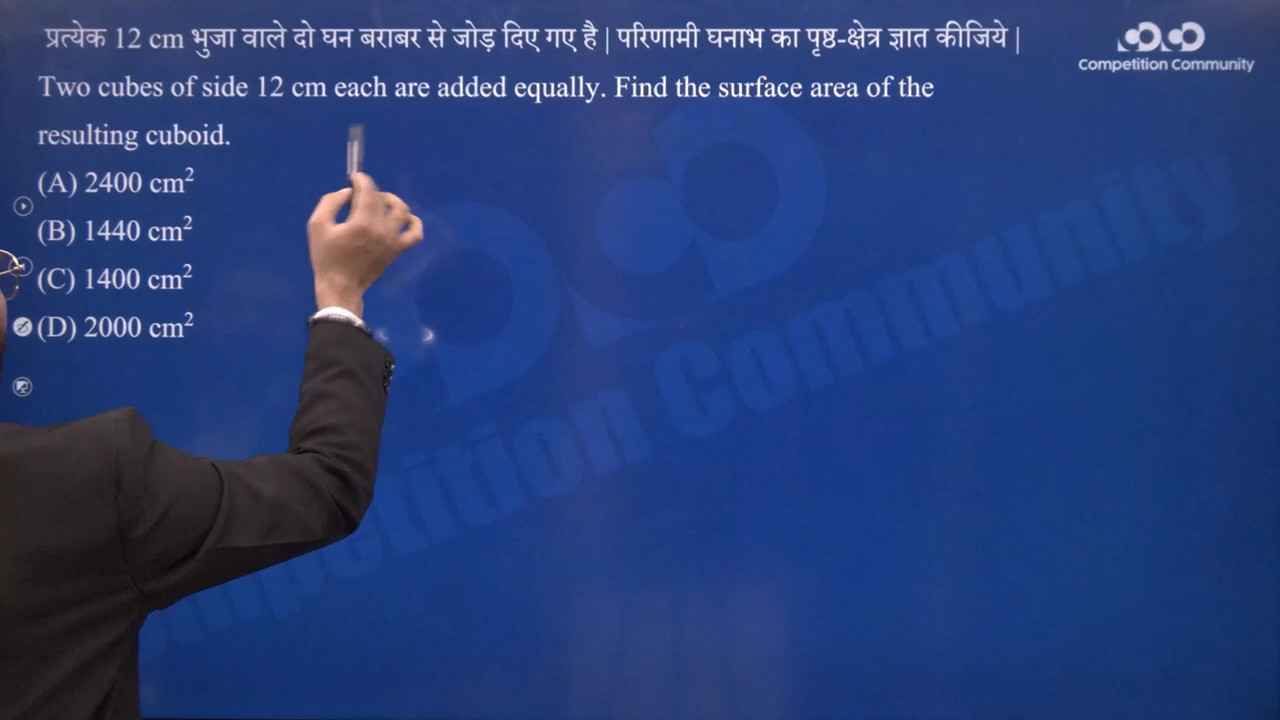 प्रत्येक 12 cm भुजा वाले दो घन बराबर से जोड़ दिए गए है | परिणामी घनाभ का पृष्ठ-क्षेत्र ज्ञात कीजिये |
Competition Community
Two cubes of side 12 cm each are added equally. Find the surface area of the
resulting cuboid.
(A) 2400 cm²
(B) 1440 cm²
(C) 1400 cm²
(D) 2000 cm²
Competition Community